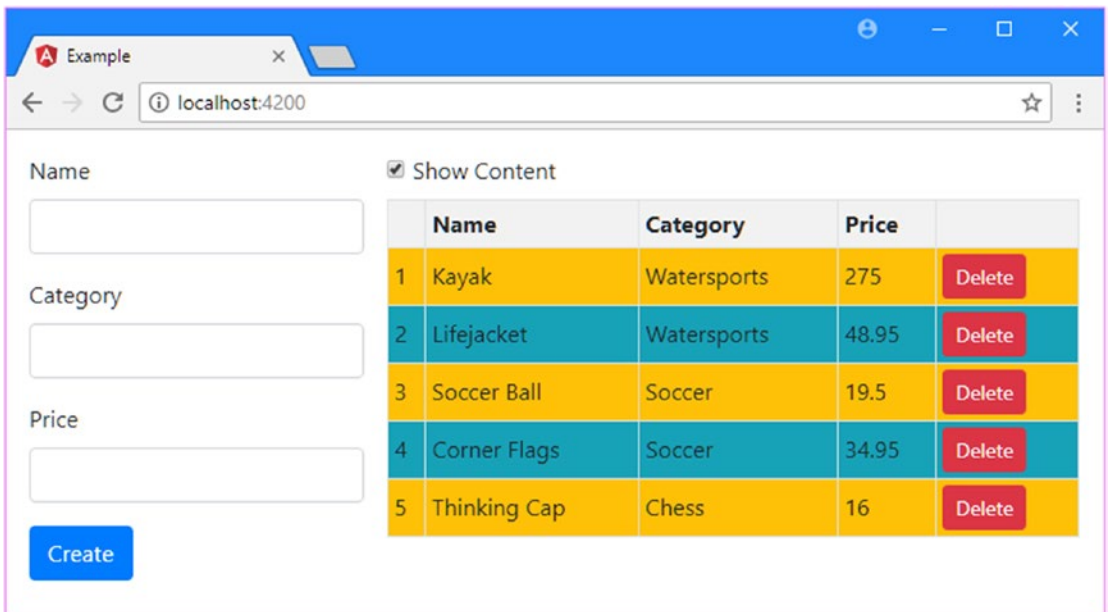 Example
localhost:4200
Name
Category
Price
Create
Show Content
Name Category Price
1 Kayak Watersports 275 Delete
2 Lifejacket Watersports 48.95 Delete
3 Soccer Ball Soccer 19.5 Delete
4 Corner Flags Soccer 34.95 Delete
5 Thinking Cap Chess 16 Delete